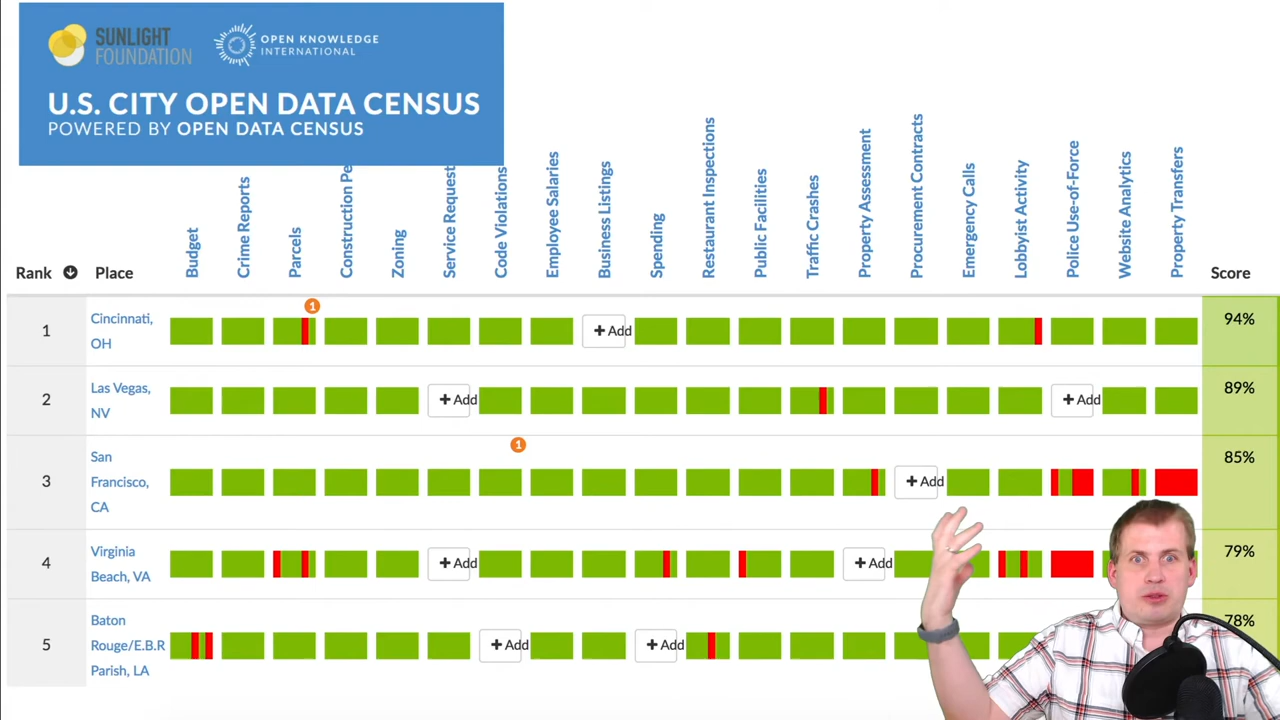 SUNLIGHT
FOUNDATION
OPEN KNOWLEDGE
INTERNATIONAL
U.S. CITY OPEN DATA CENSUS
POWERED BY OPEN DATA CENSUS
Rank Place Budget Crime Reports Parcels Construction Pe Zoning Service Request Code Violations Employee Salaries Business Listings Spending Restaurant Inspections Public Facilities Traffic Crashes Property Assessment Procurement Contracts Emergency Calls Lobbyist Activity Police Use-of-Force Website Analytics Property Transfers Score
1
1 Cincinnati, + Add 94%
OH
2 Las Vegas, + Add + Add 89%
NV
1
3 San + Add 85%
Francisco,
CA
4 Virginia + Add + Add 79%
Beach, VA
5 Baton + Add + Add 78%
Rouge/E.B.R
Parish, LA